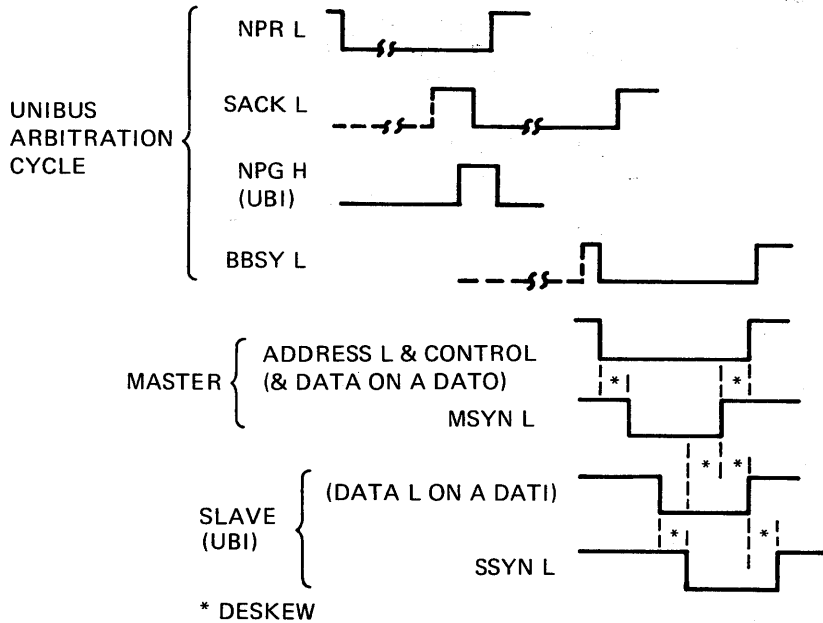 NPR L
SACK L
UNIBUS
ARBITRATION
CYCLE
NPG H
(UBI)
BBSY L
MASTER
ADDRESS L & CONTROL
(& DATA ON A DATO)
* *
MSYN L
* *
SLAVE
(UBI)
(DATA L ON A DATI)
* *
SSYN L
* DESKEW